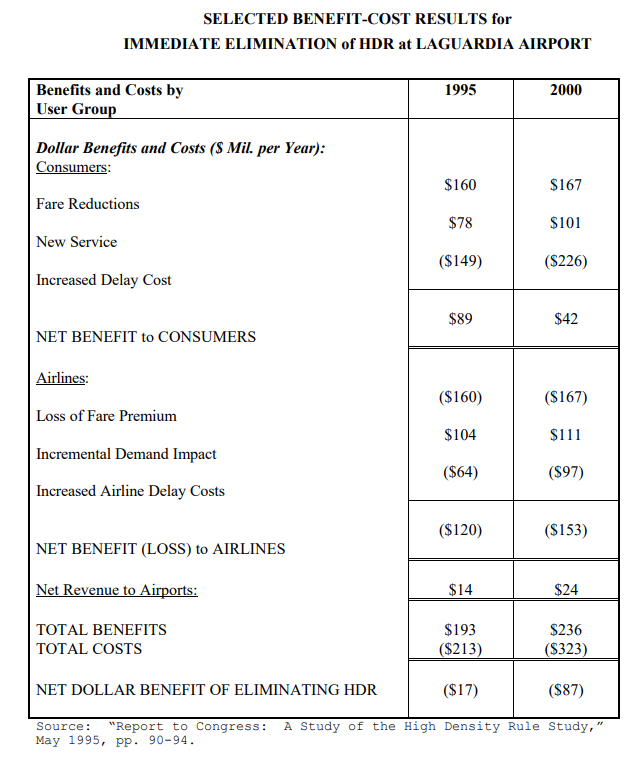 SELECTED BENEFIT-COST RESULTS for
IMMEDIATE ELIMINATION of HDR at LAGUARDIA AIRPORT
Benefits and Costs by User Group 1995 2000
Dollar Benefits and Costs ($ Mil. per Year):
Consumers:
$160 $167
Fare Reductions
$78 $101
New Service
($149) ($226)
Increased Delay Cost
$89 $42
NET BENEFIT to CONSUMERS
Airlines:
($160) ($167)
Loss of Fare Premium
$104 $111
Incremental Demand Impact
($64) ($97)
Increased Airline Delay Costs
($120) ($153)
NET BENEFIT (LOSS) to AIRLINES
Net Revenue to Airports: $14 $24
TOTAL BENEFITS $193 $236
TOTAL COSTS ($213) ($323)
NET DOLLAR BENEFIT OF ELIMINATING HDR ($17) ($87)
Source: "Report to Congress: A Study of the High Density Rule Study,"
May 1995, pp. 90-94.